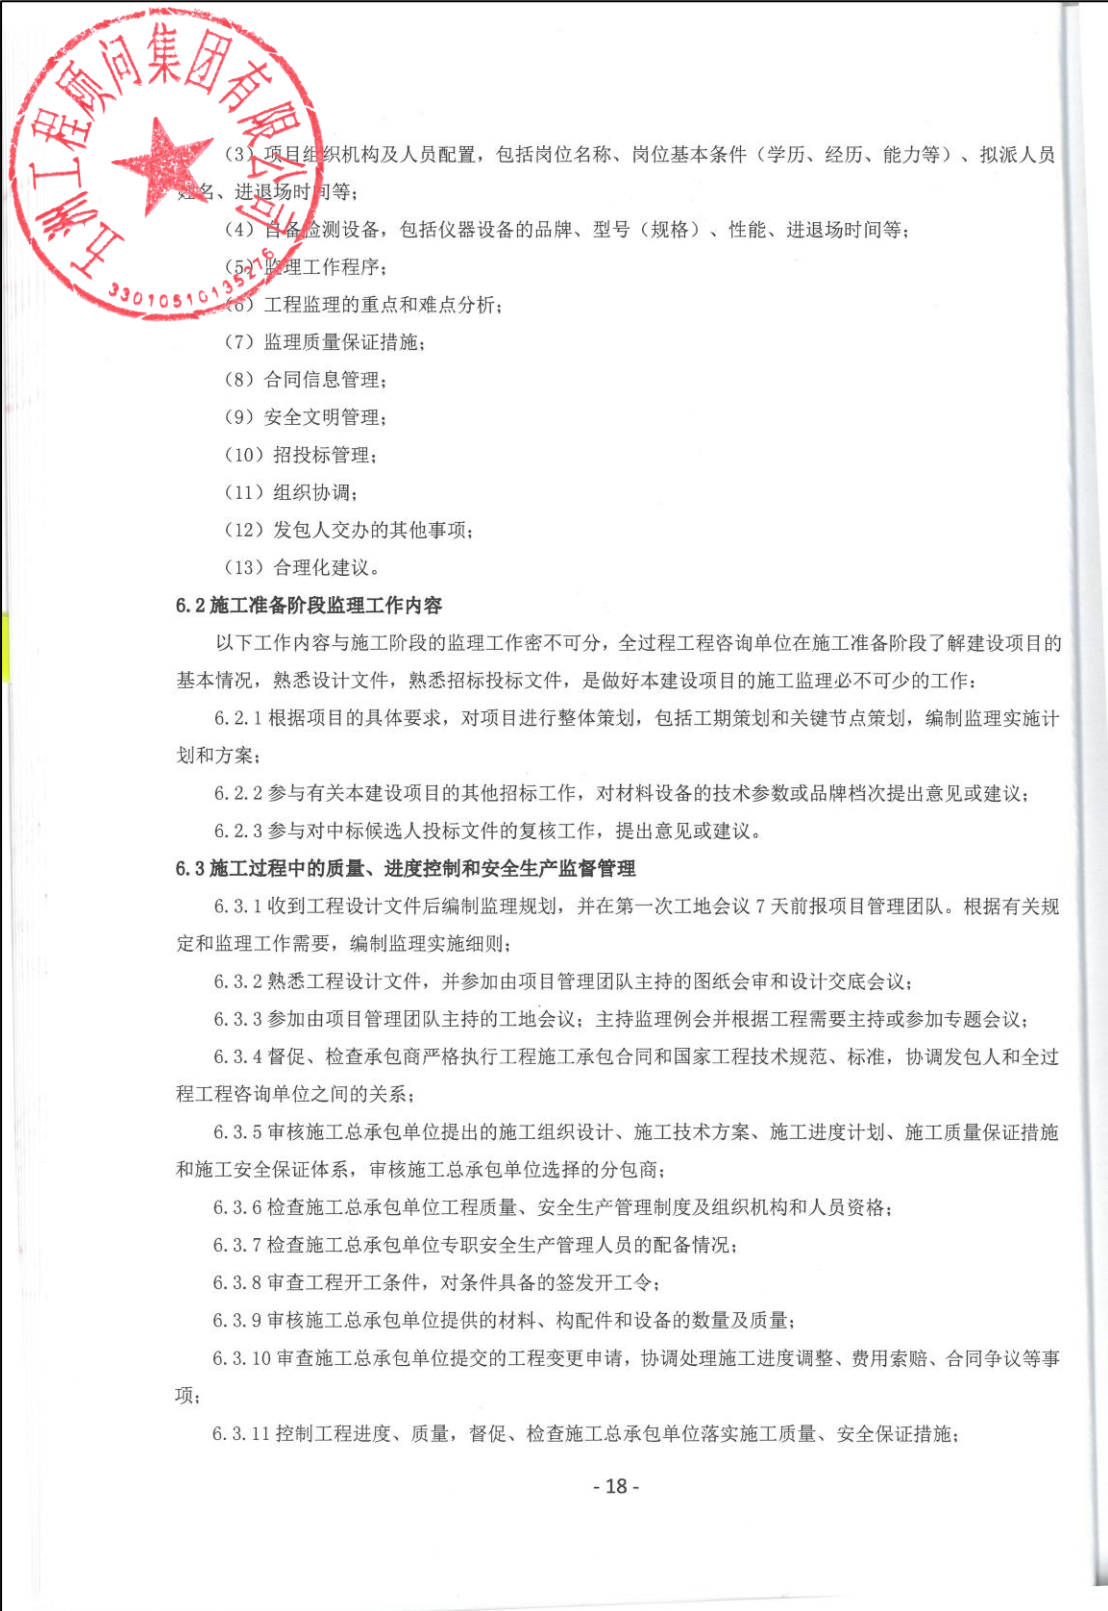 五洲工程顾问集团有限公司
33010510135276
（3）项目组织机构及人员配置，包括岗位名称、岗位基本条件（学历、经历、能力等）、拟派人员
姓名、进退场时间等；
（4）自备检测设备，包括仪器设备的品牌、型号（规格）、性能、进退场时间等；
（5）监理工作程序；
（6）工程监理的重点和难点分析；
（7）监理质量保证措施；
（8）合同信息管理；
（9）安全文明管理；
（10）招投标管理；
（11）组织协调；
（12）发包人交办的其他事项；
（13）合理化建议。
6.2 施工准备阶段监理工作内容
以下工作内容与施工阶段的监理工作密不可分，全过程工程咨询单位在施工准备阶段了解建设项目的
基本情况，熟悉设计文件，熟悉招标投标文件，是做好本建设项目的施工监理必不可少的工作：
6.2.1 根据项目的具体要求，对项目进行整体策划，包括工期策划和关键节点策划，编制监理实施计
划和方案；
6.2.2 参与有关本建设项目的其他招标工作，对材料设备的技术参数或品牌档次提出意见或建议；
6.2.3 参与对中标候选人投标文件的复核工作，提出意见或建议。
6.3 施工过程中的质量、进度控制和安全生产监督管理
6.3.1 收到工程设计文件后编制监理规划，并在第一次工地会议 7 天前报项目管理团队。根据有关规
定和监理工作需要，编制监理实施细则；
6.3.2 熟悉工程设计文件，并参加由项目管理团队主持的图纸会审和设计交底会议；
6.3.3 参加由项目管理团队主持的工地会议；主持监理例会并根据工程需要主持或参加专题会议；
6.3.4 督促、检查承包商严格执行工程施工承包合同和国家工程技术规范、标准，协调发包人和全过
程工程咨询单位之间的关系；
6.3.5 审核施工总承包单位提出的施工组织设计、施工技术方案、施工进度计划、施工质量保证措施
和施工安全保证体系，审核施工总承包单位选择的分包商；
6.3.6 检查施工总承包单位工程质量、安全生产管理制度及组织机构和人员资格；
6.3.7 检查施工总承包单位专职安全生产管理人员的配备情况；
6.3.8 审查工程开工条件，对条件具备的签发开工令；
6.3.9 审核施工总承包单位提供的材料、构配件和设备的数量及质量；
6.3.10 审查施工总承包单位提交的工程变更申请，协调处理施工进度调整、费用索赔、合同争议等事
项；
6.3.11 控制工程进度、质量，督促、检查施工总承包单位落实施工质量、安全保证措施；
- 18 -